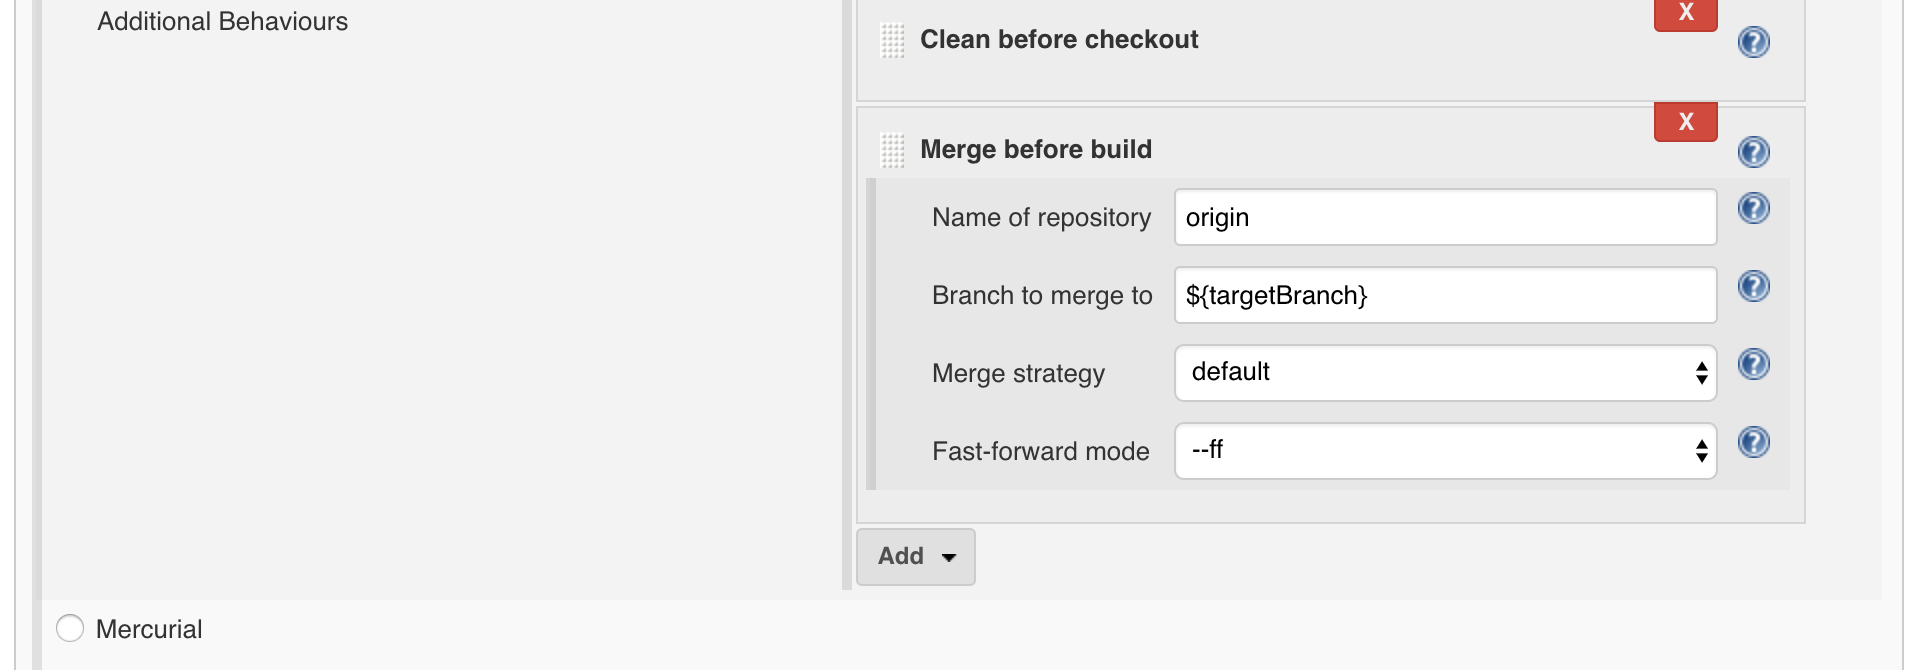 Additional Behaviours
X
Clean before checkout
?
X
Merge before build
?
Name of repository origin ?
Branch to merge to ${targetBranch} ?
Merge strategy default ?
Fast-forward mode --ff ?
Add
Mercurial